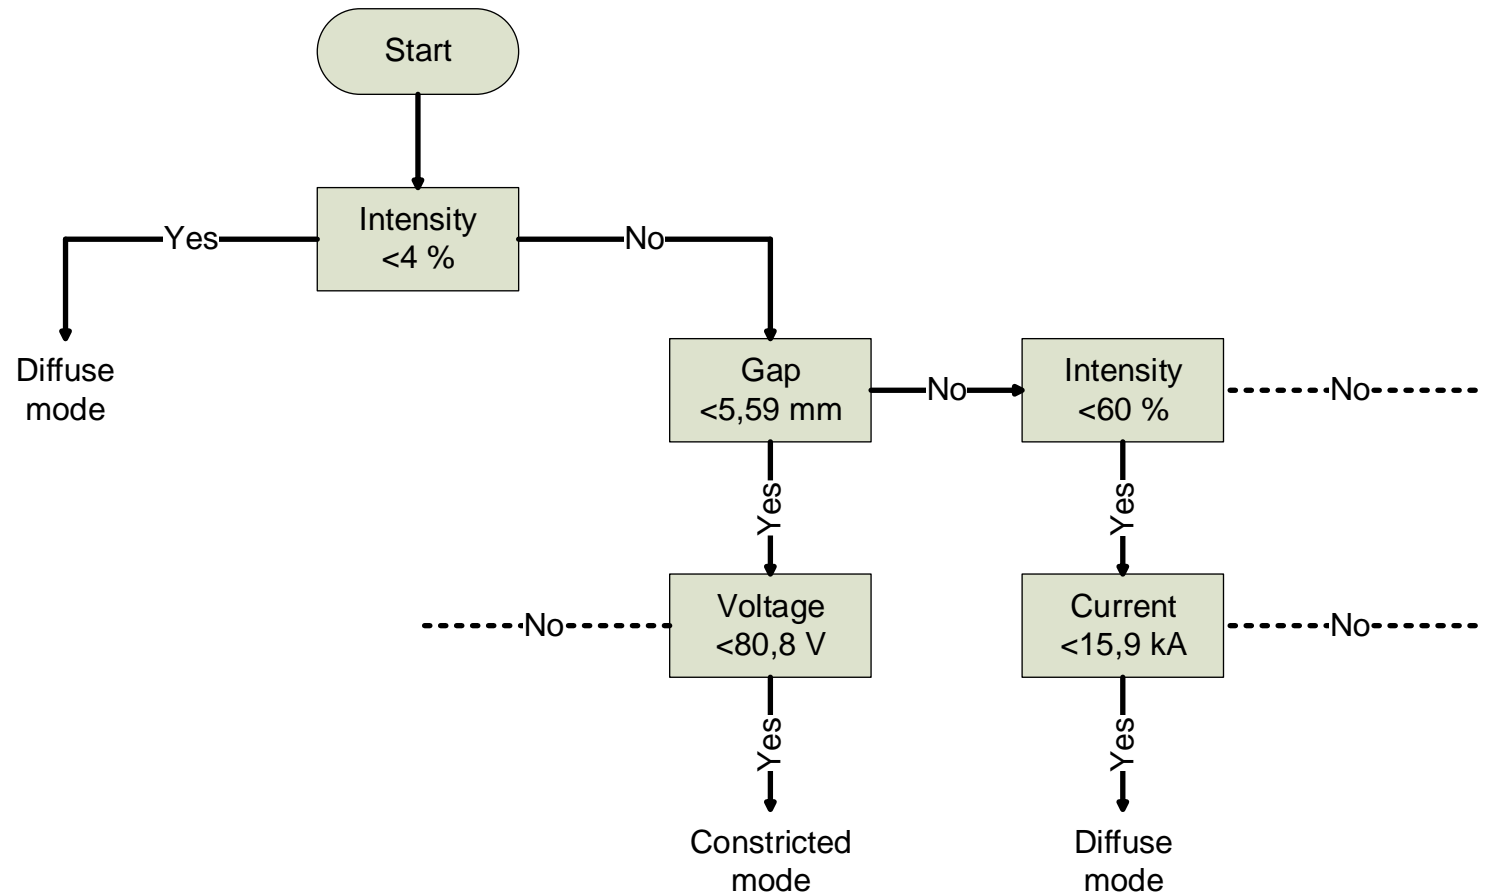 Start
Intensity
<4 %
Yes
No
Diffuse
mode
Gap
<5,59 mm
No
Intensity
<60 %
No
Yes
Yes
No
Voltage
<80,8 V
Current
<15,9 kA
No
Yes
Yes
Constricted
mode
Diffuse
mode